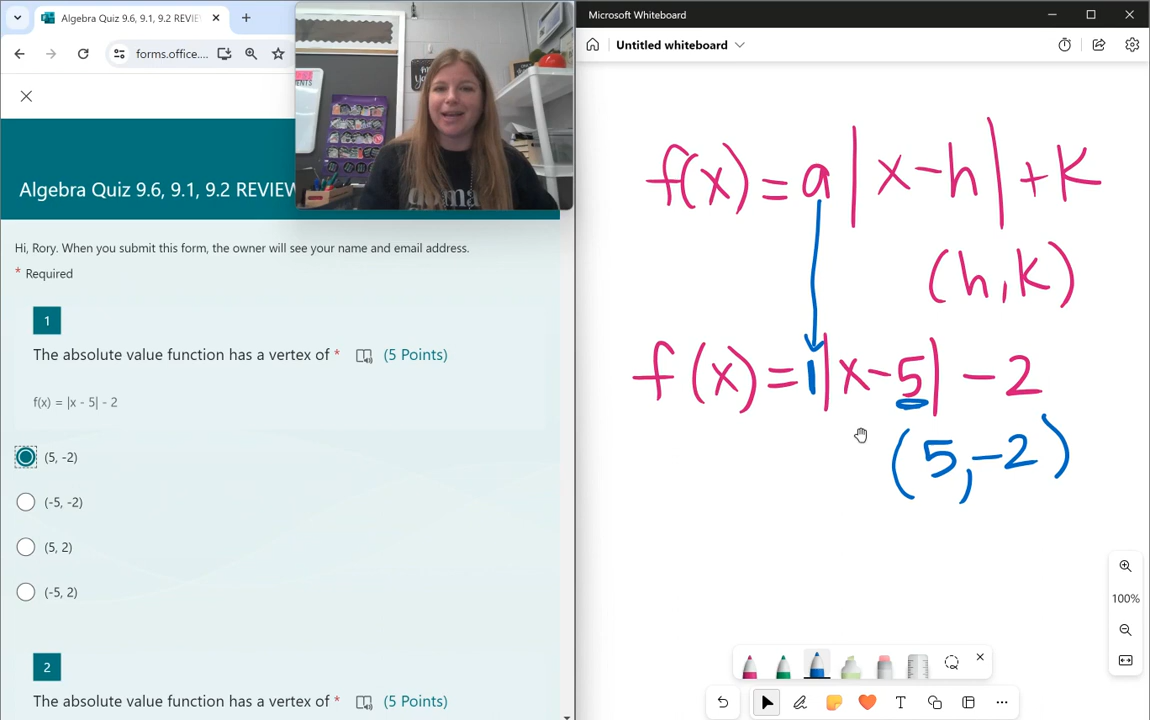 Algebra Quiz 9.6, 9.1, 9.2 REVIE
forms.office....
Algebra Quiz 9.6, 9.1, 9.2 REVIEW
Hi, Rory. When you submit this form, the owner will see your name and email address.
* Required
1
The absolute value function has a vertex of * (5 Points)
f(x) = |x - 5| - 2
(5, -2)
(-5, -2)
(5, 2)
(-5, 2)
2
The absolute value function has a vertex of * (5 Points)
Microsoft Whiteboard
Untitled whiteboard
f(x) = a|x-h|+k
(h,k)
f(x) = 1|x-5| -2
(5,-2)
100%